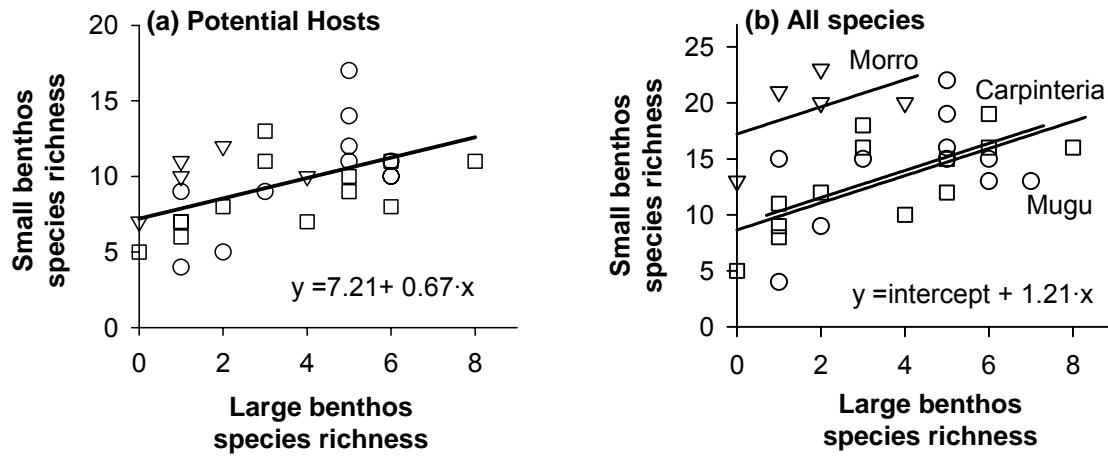 (a) Potential Hosts
20
15
10
5
0
0 2 4 6 8
Small benthos
species richness
Large benthos
species richness
y =7.21+ 0.67·x
(b) All species
25
20
15
10
5
0
0 2 4 6 8
Small benthos
species richness
Large benthos
species richness
Morro
Carpinteria
Mugu
y =intercept + 1.21·x